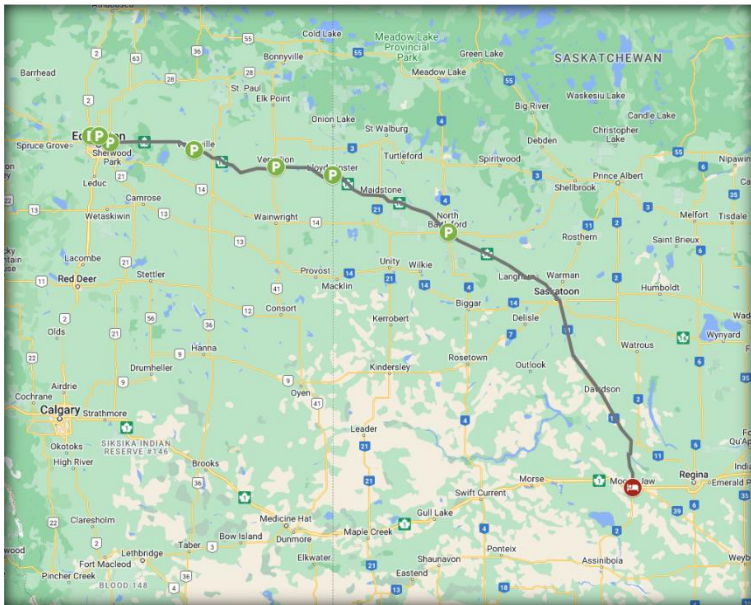 Cold Lake
Meadow Lake
Provincial
Park
Bonnyville
Green Lake
SASKATCHEWAN
Barrhead
Meadow Lake
St. Paul
Waskesiu Lake
Elk Point
Big River
Candle Lake
Onion Lake
Christopher
Lake
St Walburg
Debden
Spruce Grove
Sherwood
Park
Turtleford
Spiritwood
Nipawin
Prince Albert
Shellbrook
Leduc
Maidstone
Camrose
Wetaskiwin
Wainwright
North
Melfort
Tisdale
Rosthern
Saint Brieux
Lacombe
Unity
Wilkie
Provost
Langham
Warman
Red Deer
Stettler
Macklin
Saskatoon
Humboldt
Consort
Biggar
Delisle
Wynyard
Olds
Kerrobert
Hanna
Rosetown
Watrous
Drumheller
Kindersley
Outlook
Airdrie
Oyen
Davidson
Cochrane
Calgary
Strathmore
Leader
Okotoks
SIKSIKA INDIAN
RESERVE #146
High River
Brooks
Morse
Regina
Emerald P
Swift Current
Gull Lake
Claresholm
Medicine Hat
Bow Island
Dunmore
Maple Creek
Taber
Lethbridge
Ponteix
Assiniboia
Fort Macleod
Elkwater
Shaunavon
Pincher Creek
BLOOD 148
Eastend